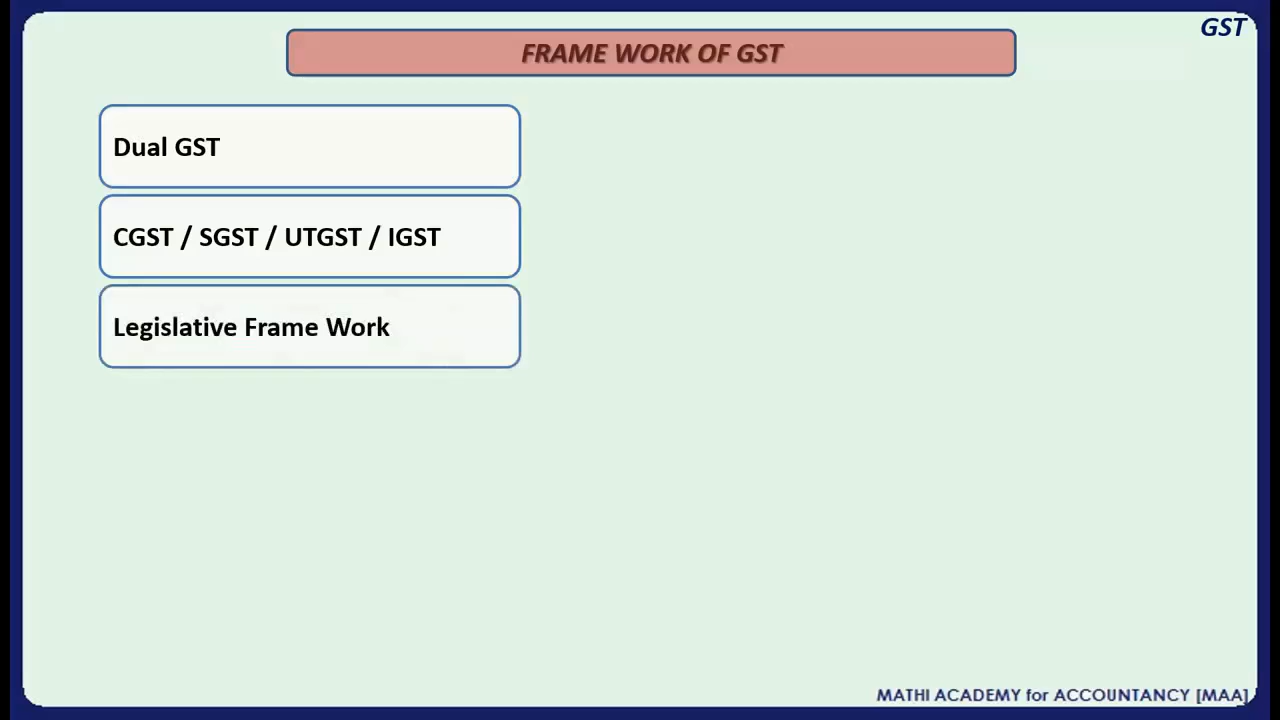 GST
FRAME WORK OF GST
Dual GST
CGST / SGST / UTGST / IGST
Legislative Frame Work
MATHI ACADEMY for ACCOUNTANCY [MAA]